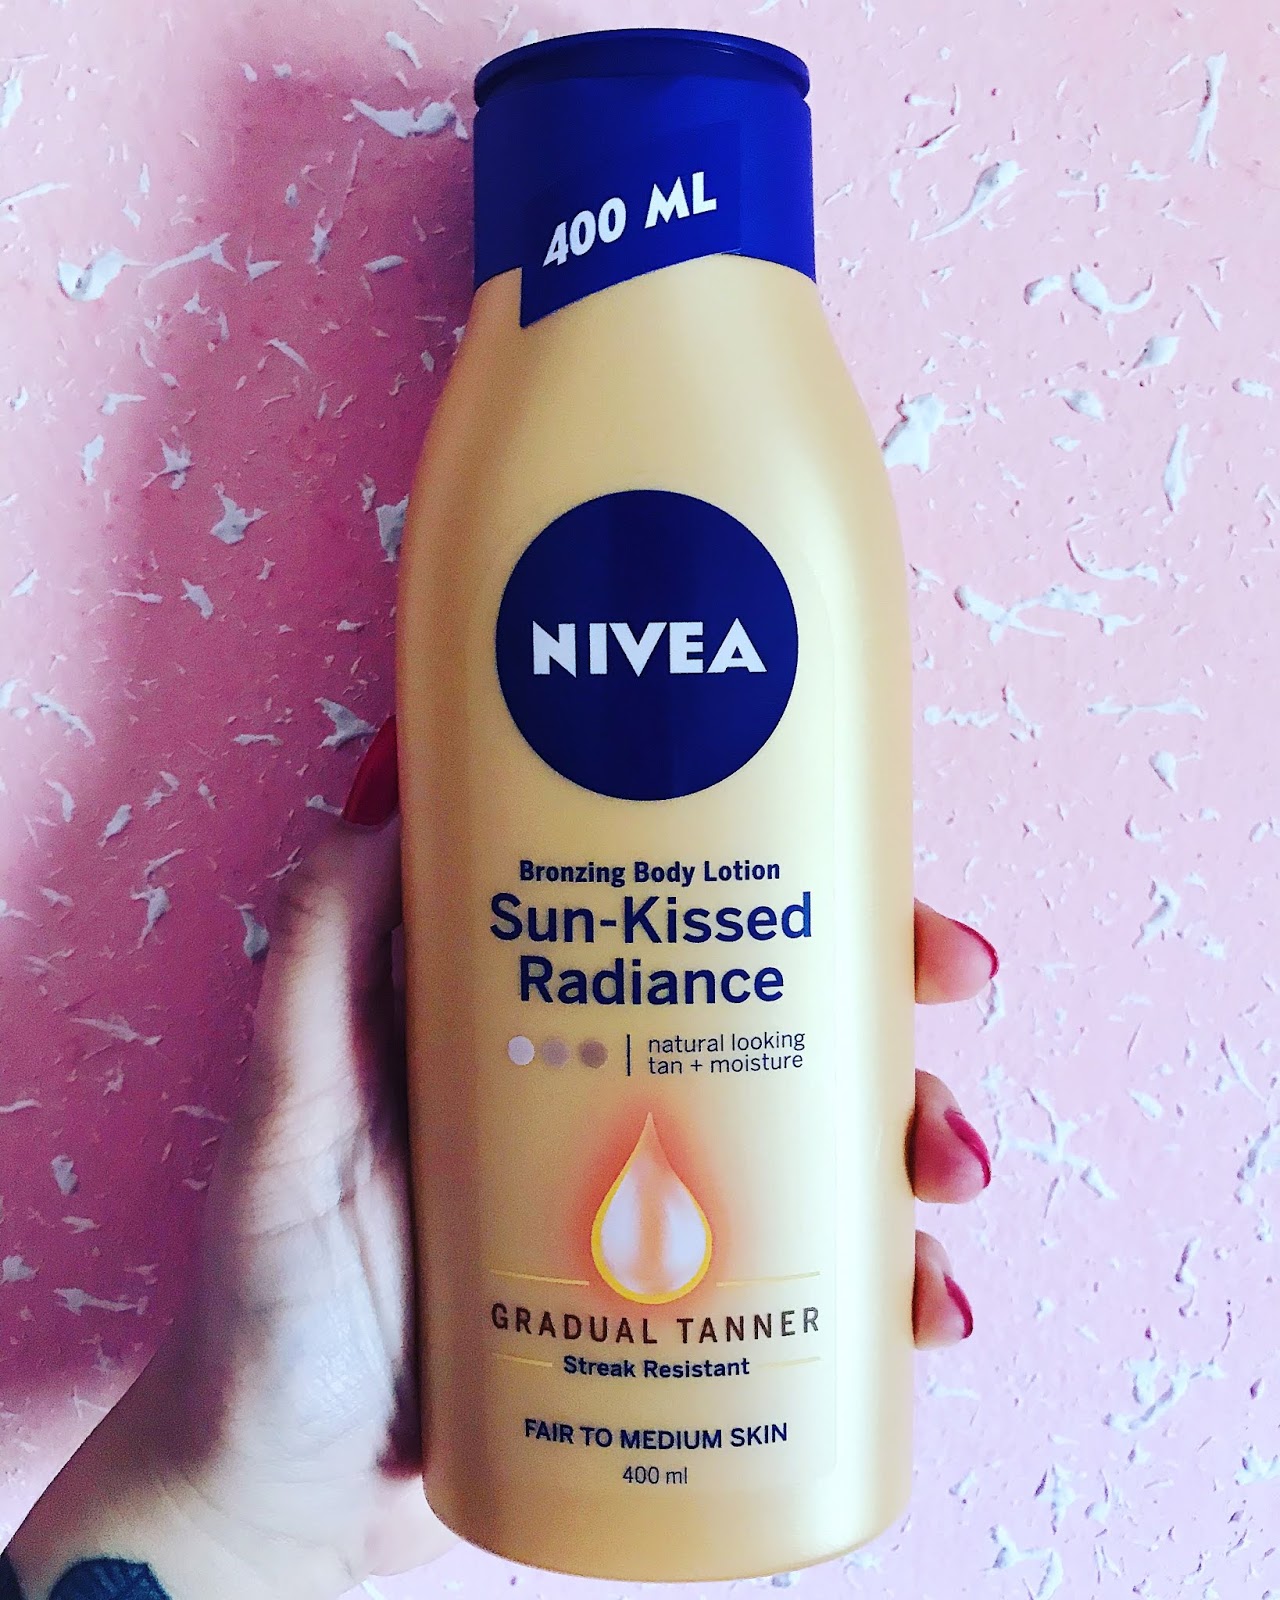 400 ML
NIVEA
Bronzing Body Lotion
Sun-Kissed
Radiance
natural looking
tan + moisture
GRADUAL TANNER
Streak Resistant
FAIR TO MEDIUM SKIN
400 ml